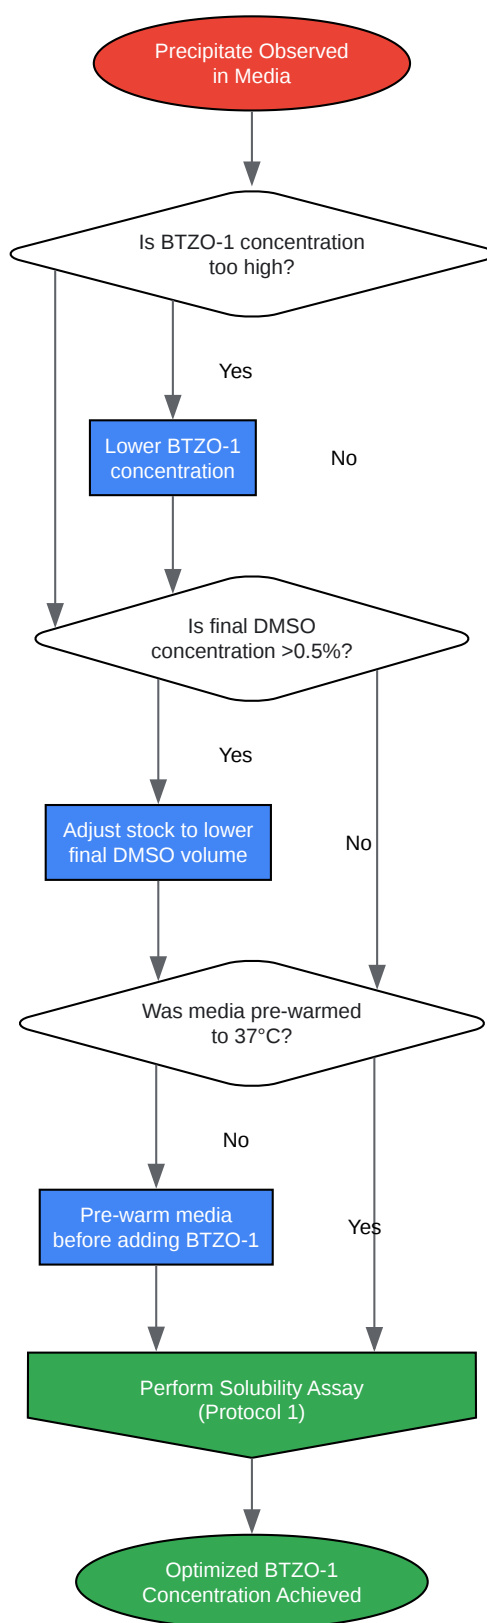 Precipitate Observed
in Media
Is BTZO-1 concentration
too high?
Yes
Lower BTZO-1
concentration
No
Is final DMSO
concentration >0.5%?
Yes
Adjust stock to lower
final DMSO volume
No
Was media pre-warmed
to 37°C?
No
Pre-warm media
before adding BTZO-1
Yes
Perform Solubility Assay
(Protocol 1)
Optimized BTZO-1
Concentration Achieved